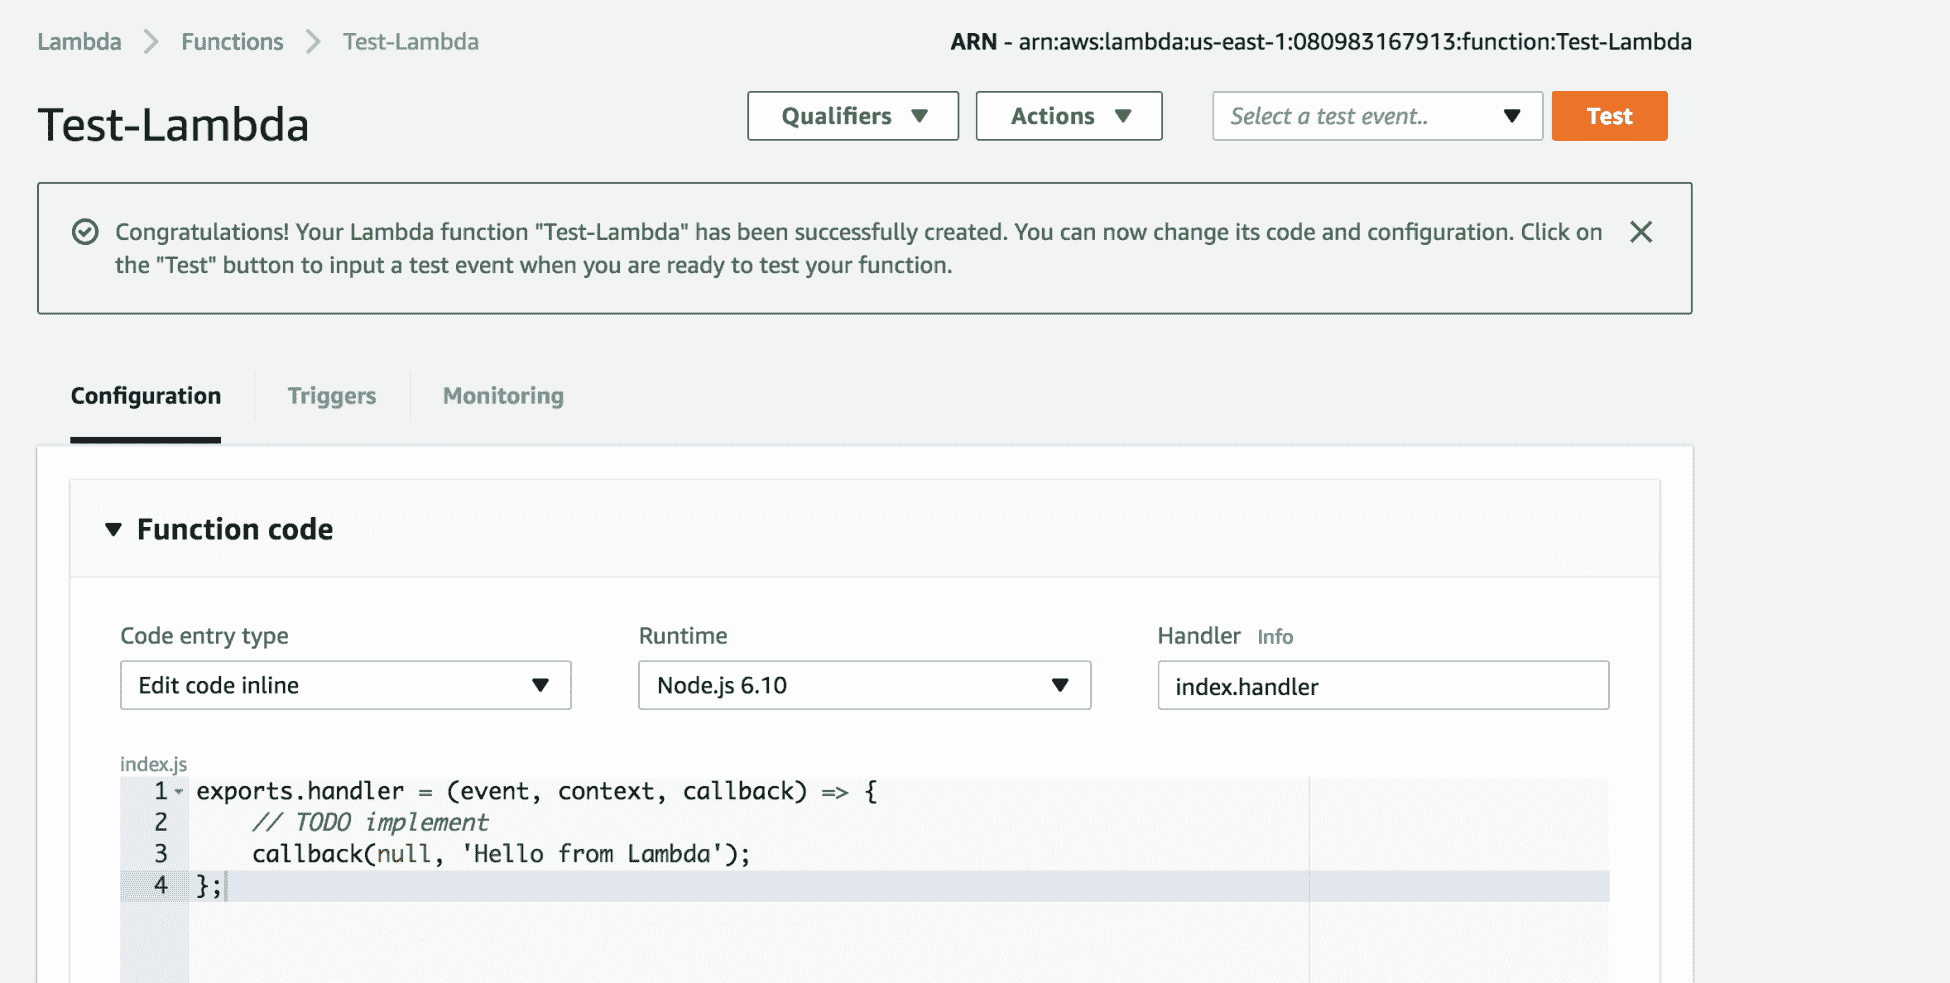 Lambda Functions Test-Lambda
ARN - arn:aws:lambda:us-east-1:080983167913:function:Test-Lambda
Test-Lambda
Qualifiers
Actions
Select a test event..
Test
Congratulations! Your Lambda function "Test-Lambda" has been successfully created. You can now change its code and configuration. Click on
the "Test" button to input a test event when you are ready to test your function.
Configuration
Triggers
Monitoring
Function code
Code entry type
Edit code inline
Runtime
Node.js 6.10
Handler Info
index.handler
index.js
1 exports.handler = (event, context, callback) => {
2 // TODO implement
3 callback(null, 'Hello from Lambda');
4 };